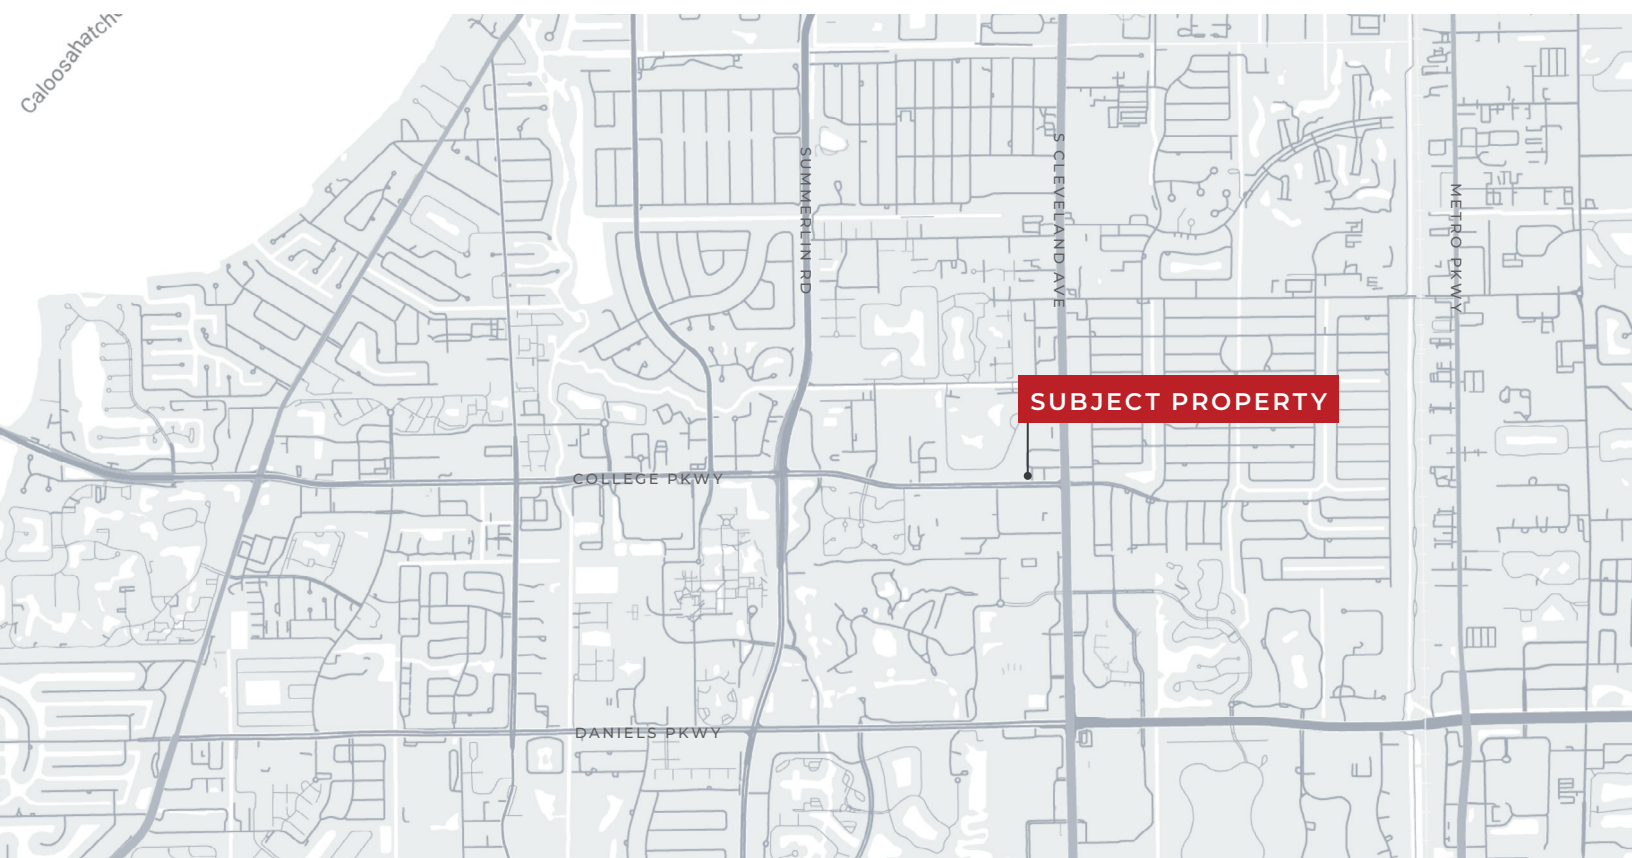 Caloosahatche
SUMMERLIN RD
S CLEVELAND AVE
METRO PKWY
SUBJECT PROPERTY
COLLEGE PKWY
DANIELS PKWY